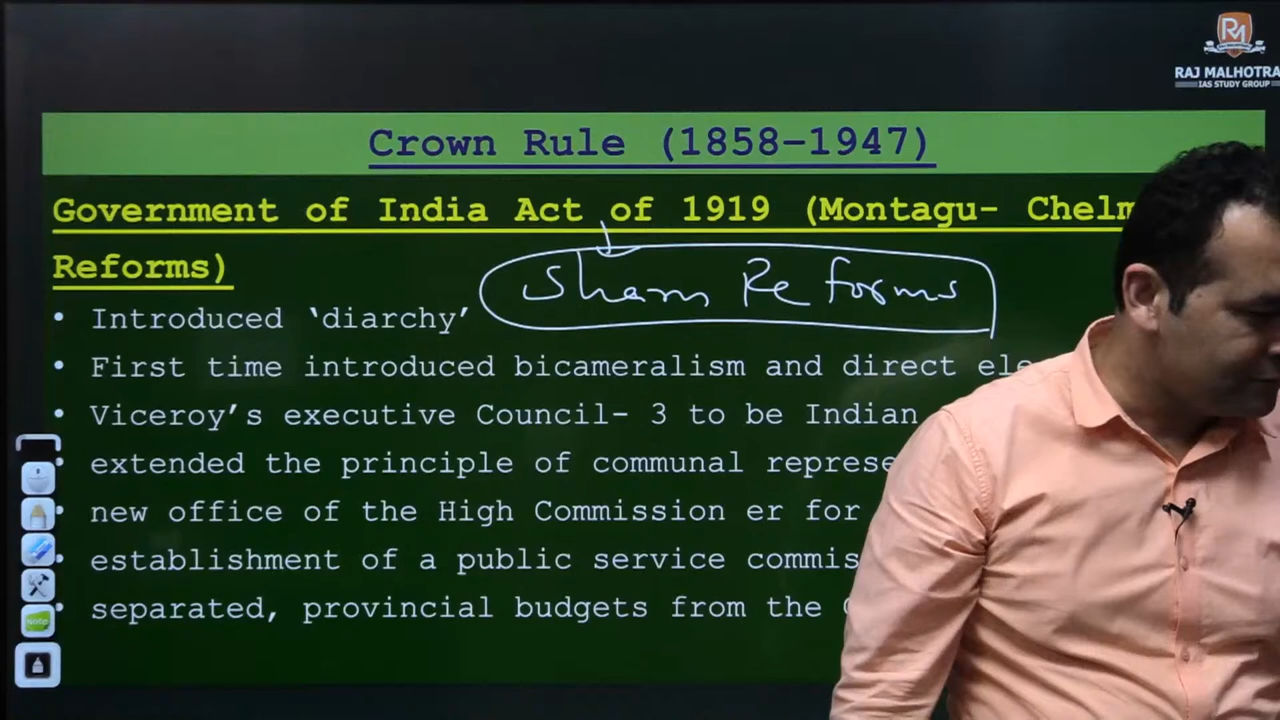 RM
RAJ MALHOTRA
IAS STUDY GROUP
Crown Rule (1858–1947)
Government of India Act of 1919 (Montagu- Chelm
Reforms)
Sham Reforms
• Introduced ‘diarchy’
• First time introduced bicameralism and direct ele
• Viceroy’s executive Council- 3 to be Indian
• extended the principle of communal represe
• new office of the High Commission er for
• establishment of a public service commis
• separated, provincial budgets from the